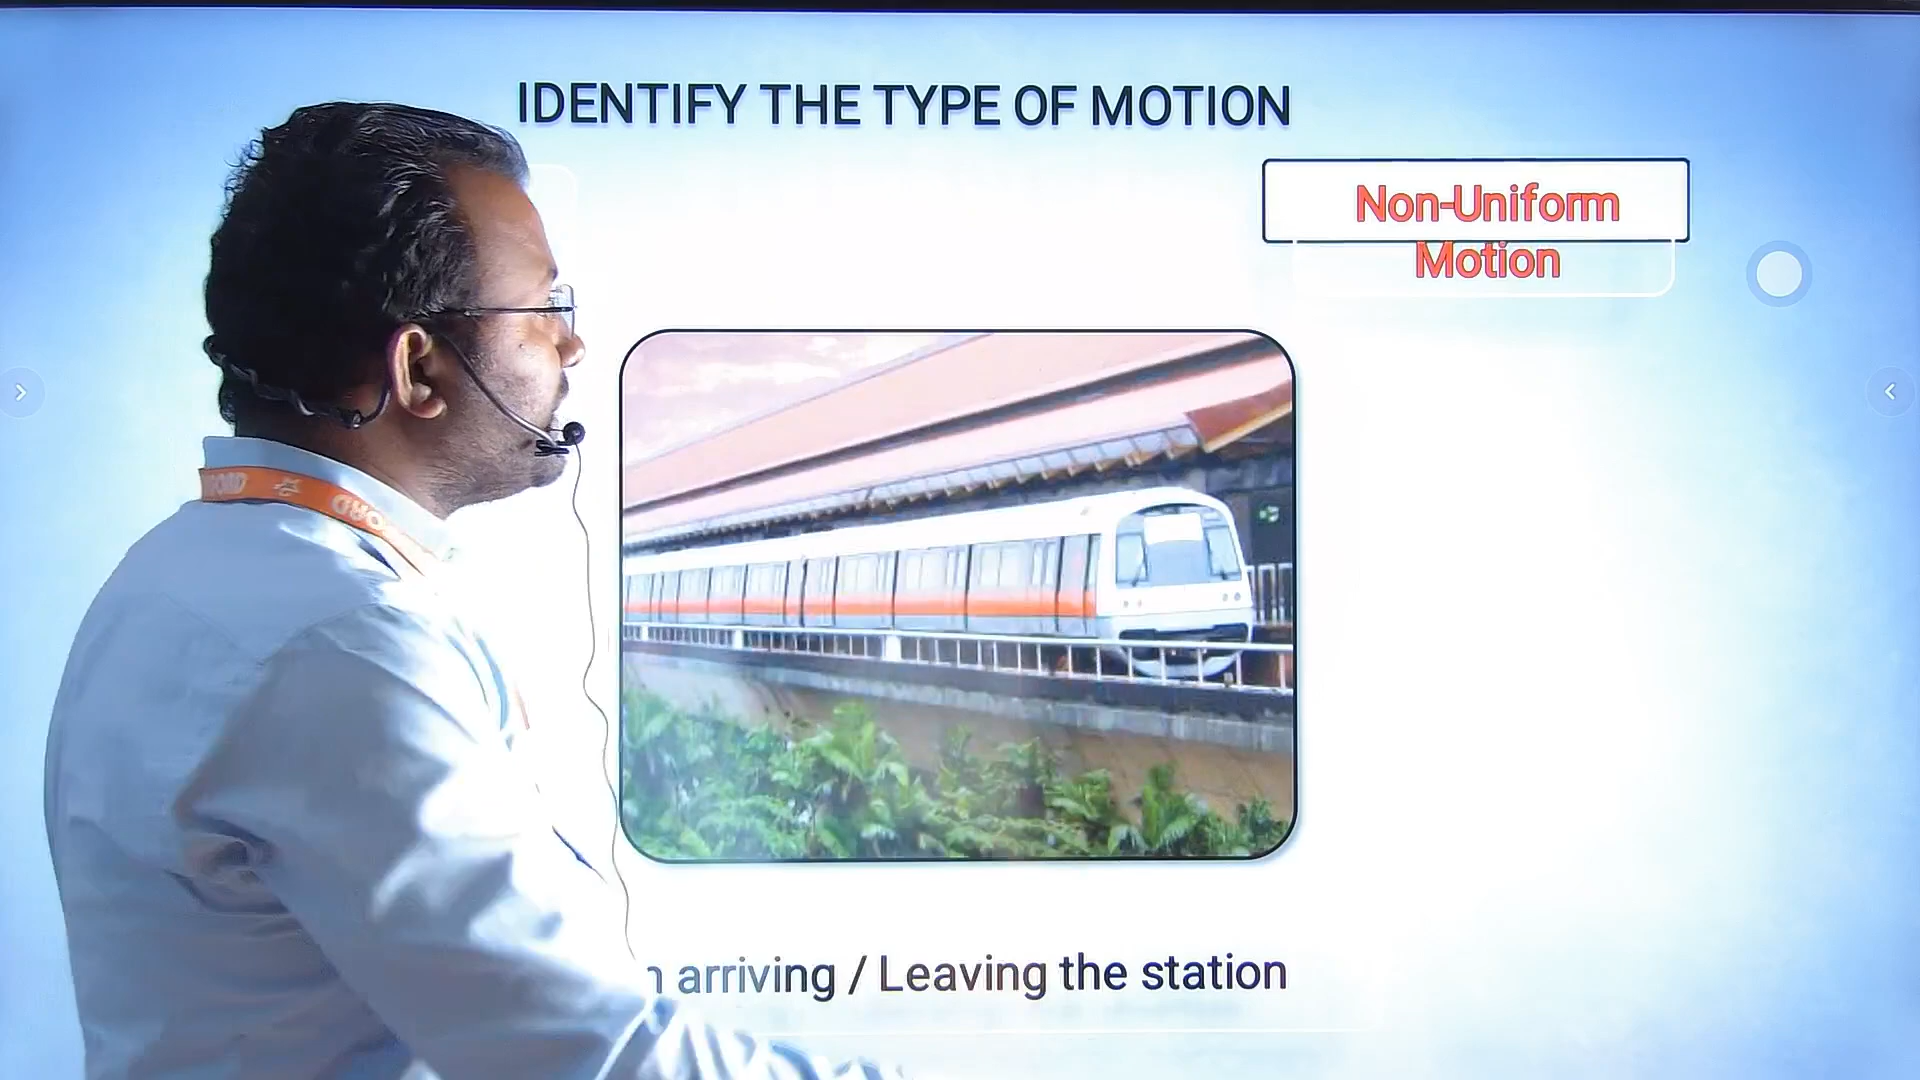 IDENTIFY THE TYPE OF MOTION
Non-Uniform
Motion
arriving / Leaving the station